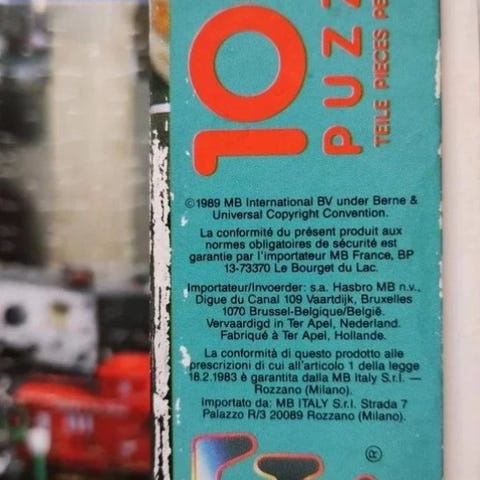 10
PUZZ
TEILE PIECES PE
©1989 MB International BV under Berne &
Universal Copyright Convention.
La conformité du présent produit aux
normes obligatoires de sécurité est
garantie par l'importateur MB France, BP
13-73370 Le Bourget du Lac.
Importateur/Invoerder: s.a. Hasbro MB n.v.,
Digue du Canal 109 Vaartdijk, Bruxelles
1070 Brussel-Belgique/België.
Vervaardigd in Ter Apel, Nederland.
Fabriqué à Ter Apel, Hollande.
La conformità di questo prodotto alle
prescrizioni di cui all'articolo 1 della legge
18.2.1983 è garantita dalla MB Italy S.r.l. —
Rozzano (Milano).
Importato da: MB ITALY S.r.l. Strada 7
Palazzo R/3 20089 Rozzano (Milano).
®